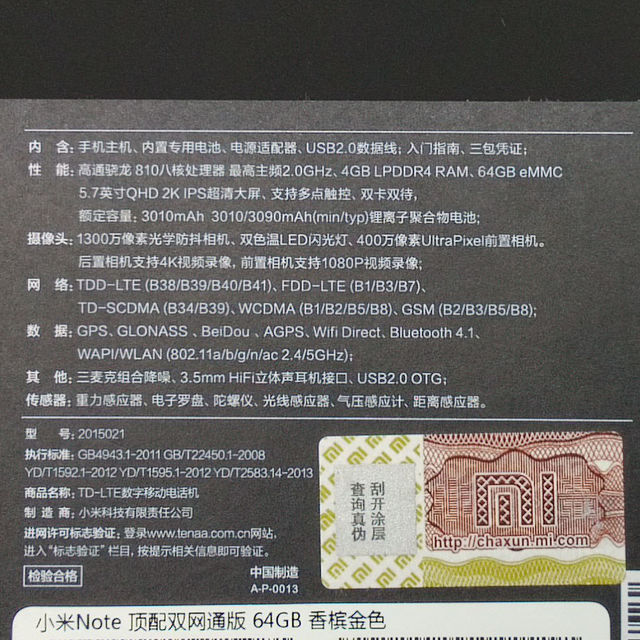 内 含: 手机主机、内置专用电池、电源适配器、USB2.0数据线; 入门指南、三包凭证;
性 能: 高通骁龙 810八核处理器 最高主频2.0GHz、4GB LPDDR4 RAM、64GB eMMC
5.7英寸QHD 2K IPS超清大屏、支持多点触控、双卡双待,
额定容量: 3010mAh 3010/3090mAh(min/typ)锂离子聚合物电池;
摄像头: 1300万像素光学防抖相机、双色温LED闪光灯、400万像素UltraPixel前置相机。
后置相机支持4K视频录像, 前置相机支持1080P视频录像;
网 络: TDD-LTE (B38/B39/B40/B41)、FDD-LTE (B1/B3/B7)、
TD-SCDMA (B34/B39)、WCDMA (B1/B2/B5/B8)、GSM (B2/B3/B5/B8);
数 据: GPS、GLONASS 、BeiDou 、AGPS、Wifi Direct、Bluetooth 4.1、
WAPI/WLAN (802.11a/b/g/n/ac 2.4/5GHz);
其 他: 三麦克组合降噪、3.5mm HiFi立体声耳机接口、USB2.0 OTG;
传感器: 重力感应器、电子罗盘、陀螺仪、光线感应器、气压感应计、距离感应器。
型 号: 2015021
执行标准: GB4943.1-2011 GB/T22450.1-2008
YD/T1592.1-2012 YD/T1595.1-2012 YD/T2583.14-2013
商品名称: TD-LTE数字移动电话机
制 造 商: 小米科技有限责任公司
进网许可标志验证: 登录www.tenaa.com.cn网站,
进入“标志验证”栏目, 按提示相关信息即可验证。
检验合格
中国制造
A-P-0013
刮开涂层
查询真伪
mi
http://chaxun.mi.com
小米Note 顶配双网通版 64GB 香槟金色